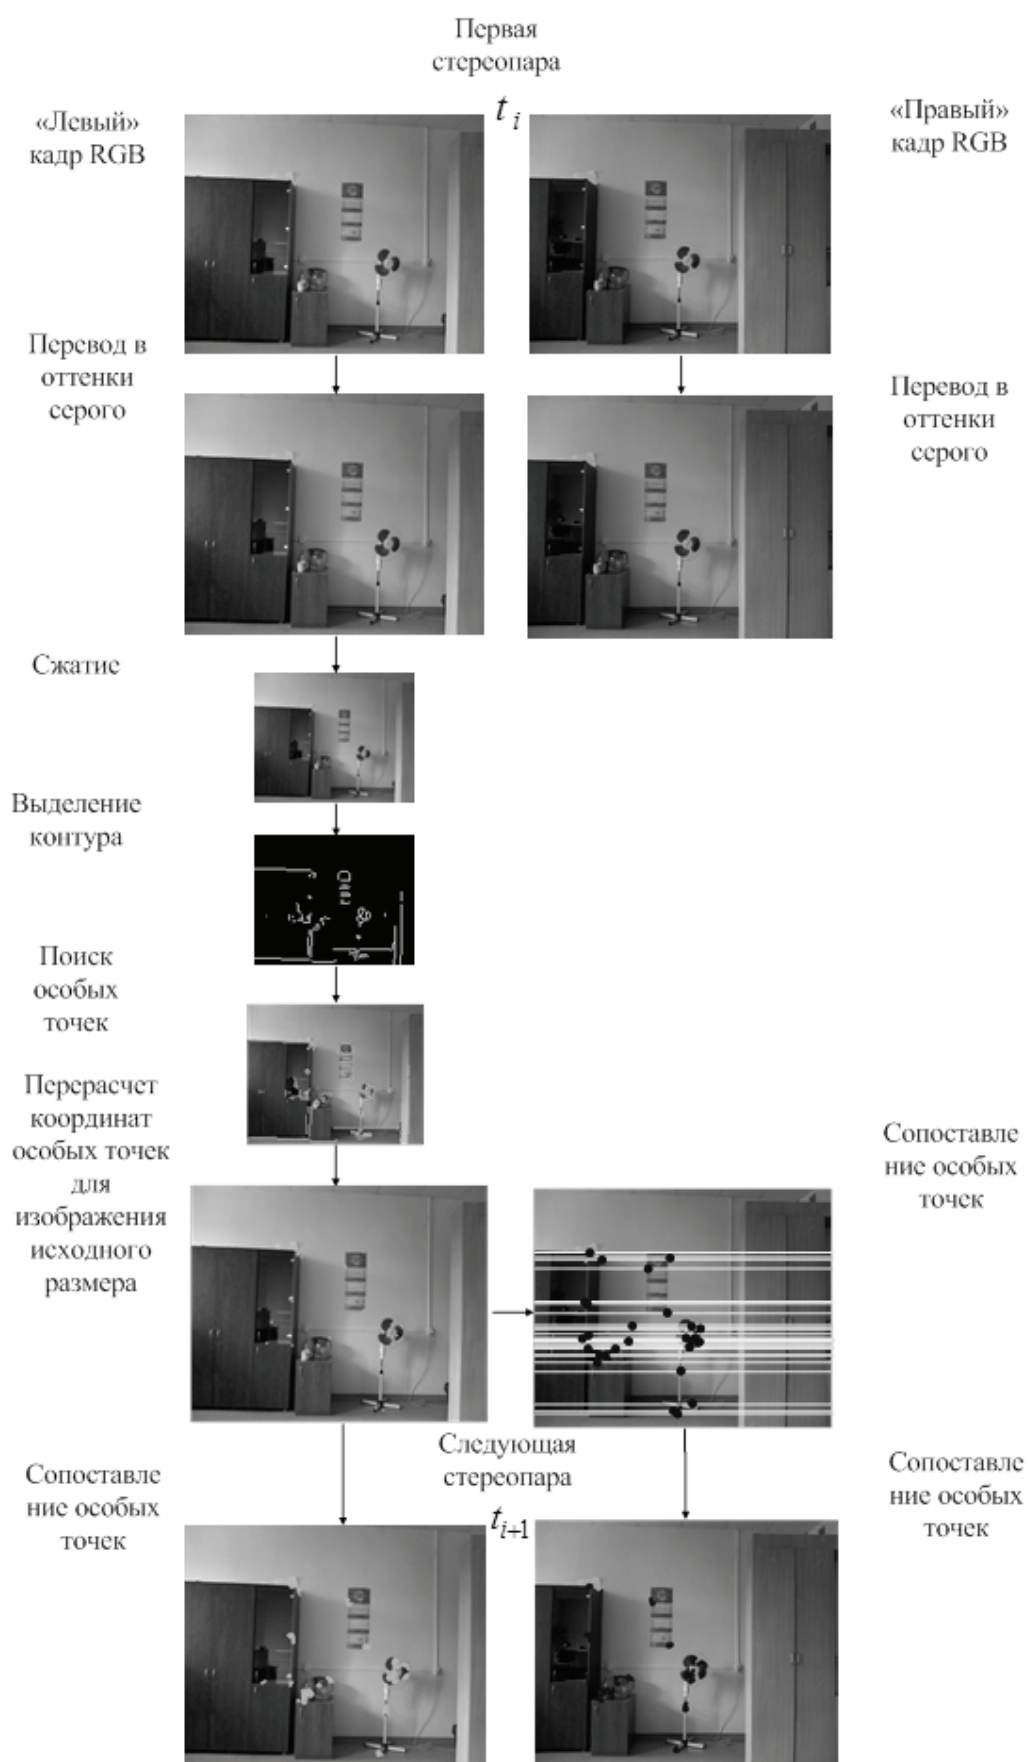 Первая
стереопара
t i
«Левый»
кадр RGB
«Правый»
кадр RGB
Перевод в
оттенки
серого
Перевод в
оттенки
серого
Сжатие
Выделение
контура
Поиск
особых
точек
Перерасчет
координат
особых точек
для
изображения
исходного
размера
Сопоставле
ние особых
точек
Следующая
стереопара
t i+1
Сопоставле
ние особых
точек
Сопоставле
ние особых
точек